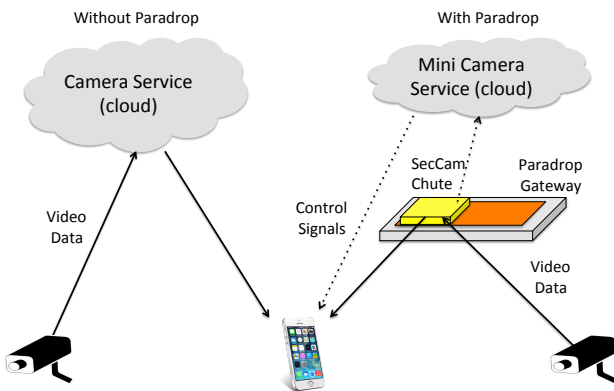 Without Paradrop
With Paradrop
Camera Service
(cloud)
Mini Camera
Service (cloud)
SecCam
Chute
Paradrop
Gateway
Video
Data
Control
Signals
Video
Data